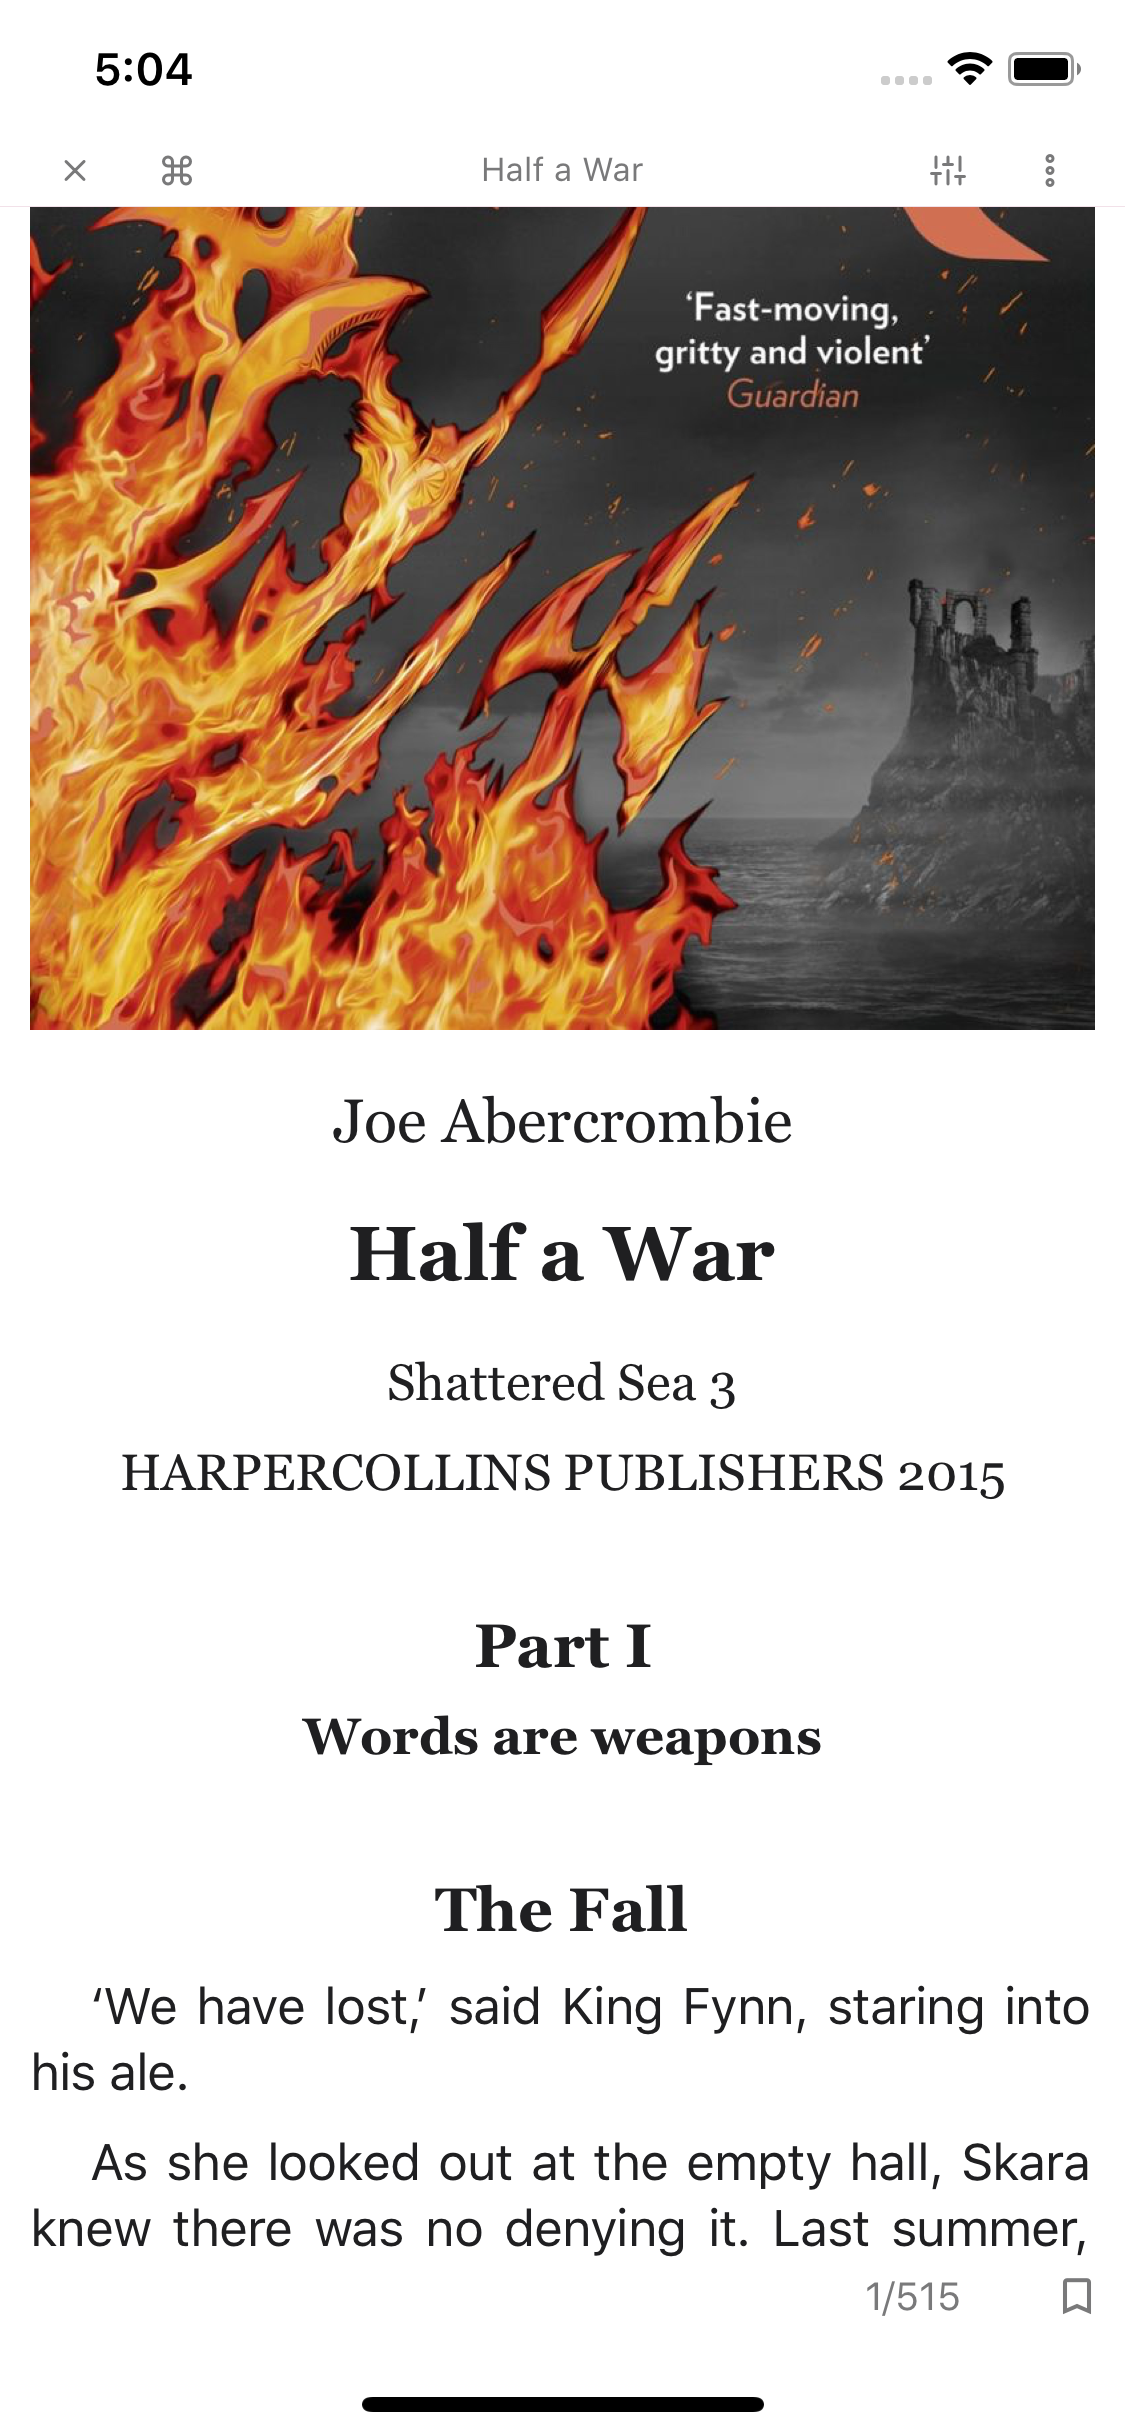 5:04
Half a War
‘Fast-moving,
gritty and violent’
Guardian
Joe Abercrombie
Half a War
Shattered Sea 3
HARPERCOLLINS PUBLISHERS 2015
Part I
Words are weapons
The Fall
‘We have lost,’ said King Fynn, staring into
his ale.
As she looked out at the empty hall, Skara
knew there was no denying it. Last summer,
1/515